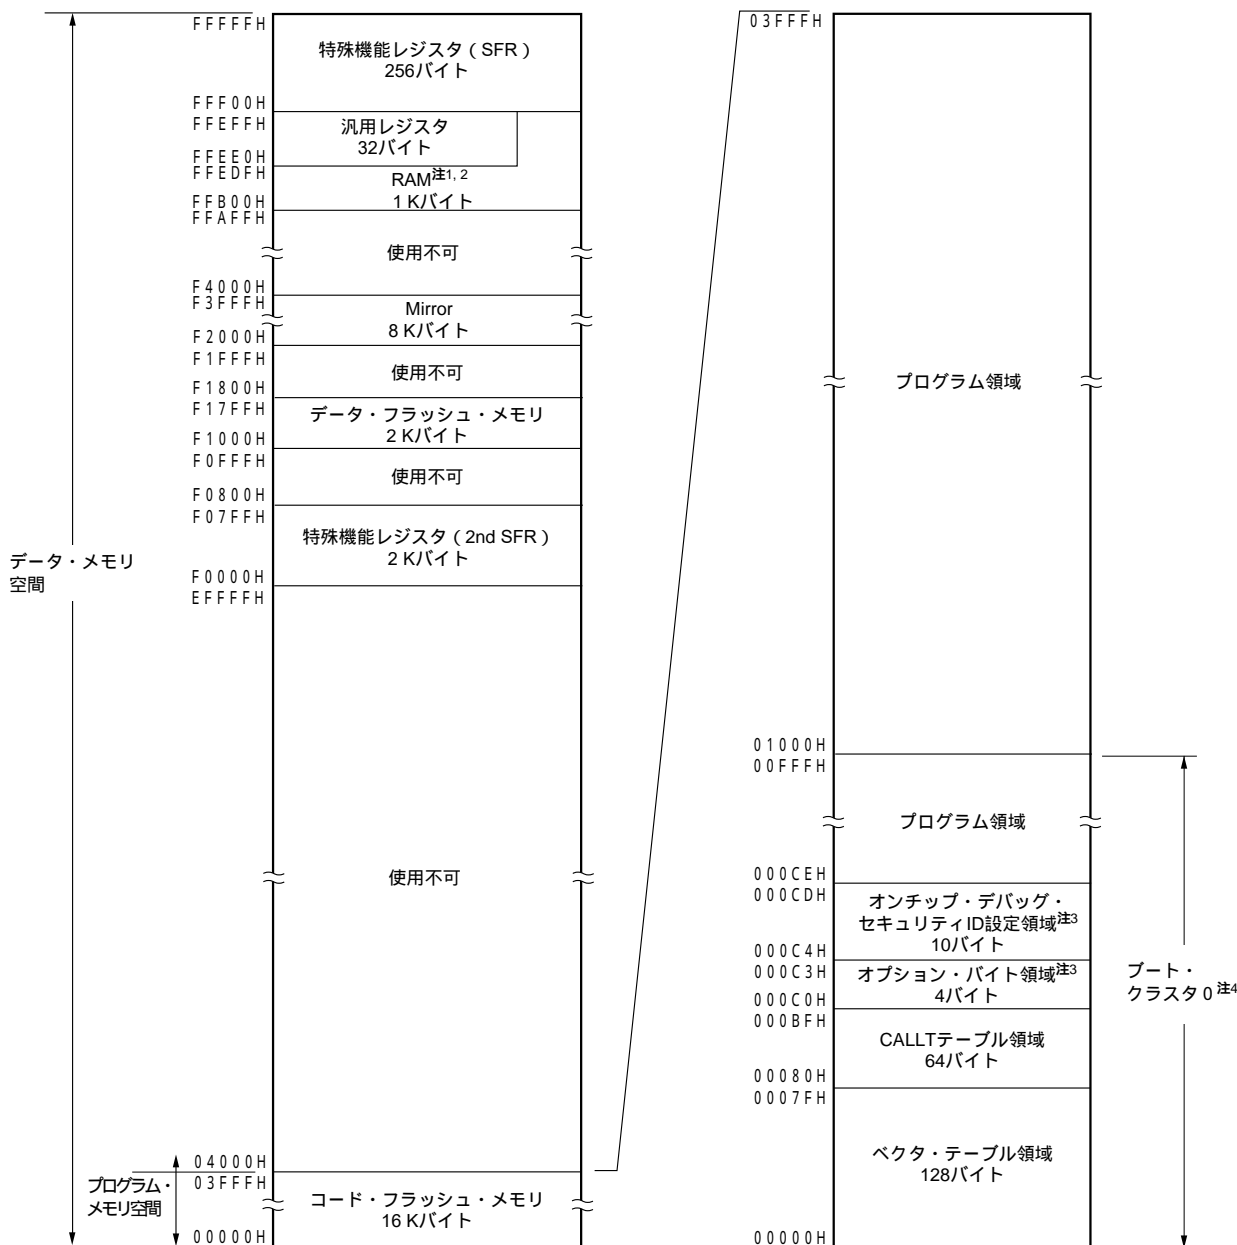 FFFFFH
特殊機能レジスタ（SFR）
256バイト
FFF00H
FFEFFH
汎用レジスタ
32バイト
FFEE0H
FFEDFH
RAM注1, 2
1 Kバイト
FFB00H
FFAFFH
使用不可
F4000H
F3FFFH
Mirror
8 Kバイト
F2000H
F1FFFH
使用不可
F1800H
F17FFH
データ・フラッシュ・メモリ
2 Kバイト
F1000H
F0FFFH
使用不可
F0800H
F07FFH
特殊機能レジスタ（2nd SFR）
2 Kバイト
データ・メモリ
空間
F0000H
EFFFFH
使用不可
04000H
03FFFH
プログラム・
メモリ空間
コード・フラッシュ・メモリ
16 Kバイト
00000H
03FFFH
プログラム領域
01000H
00FFFH
プログラム領域
000CEH
000CDH
オンチップ・デバッグ・
セキュリティID設定領域注3
10バイト
000C4H
000C3H
オプション・バイト領域注3
4バイト
000C0H
000BFH
ブート・
クラスタ0注4
CALLTテーブル領域
64バイト
00080H
0007FH
ベクタ・テーブル領域
128バイト
00000H